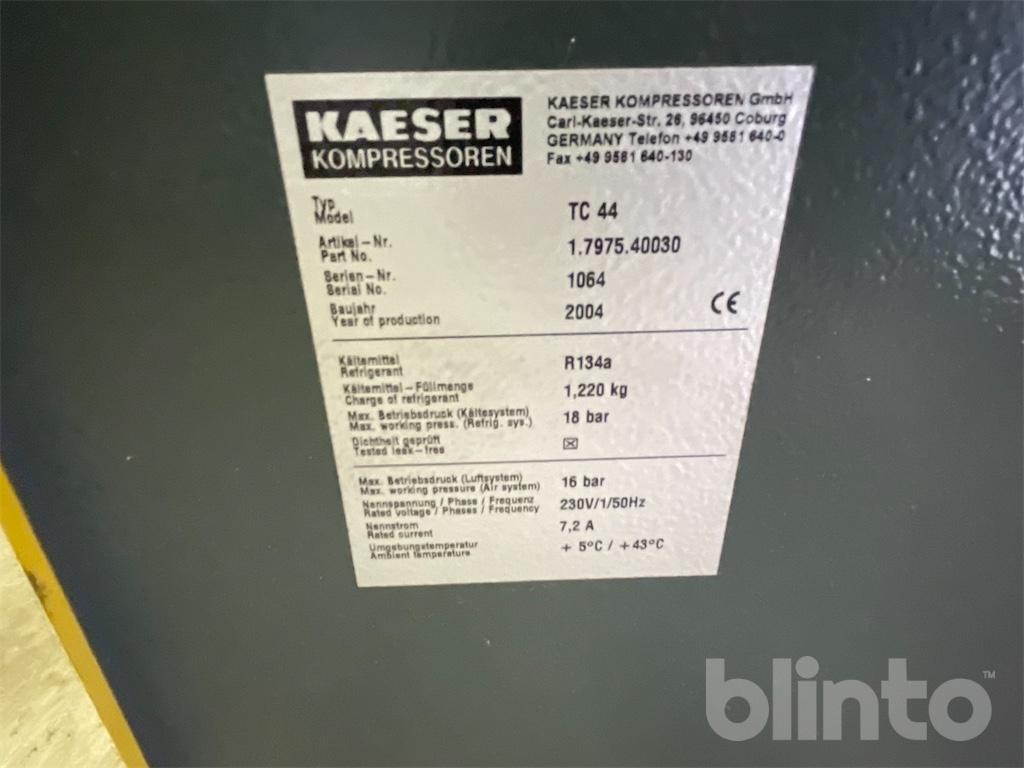 KAESER
KOMPRESSOREN
KAESER KOMPRESSOREN GmbH
Carl-Kaeser-Str. 26, 96450 Coburg
GERMANY Telefon +49 9561 640-0
Fax +49 9561 640-130
Typ
Model
TC 44
Artikel-Nr.
Part No.
1.7975.40030
Serien-Nr.
Serial No.
1064
Baujahr
Year of production
2004
CE
Kältemittel
Refrigerant
R134a
Kältemittel-Füllmenge
Charge of refrigerant
1,220 kg
Max. Betriebsdruck (Kältesystem)
Max. working press. (Refrig. sys.)
18 bar
Dichtheit geprüft
Tested leak-free
☒
Max. Betriebsdruck (Luftsystem)
Max. working pressure (Air system)
16 bar
Nennspannung / Phase / Frequenz
Rated voltage / Phases / Frequency
230V/1/50Hz
Nennstrom
Rated current
7,2 A
Umgebungstemperatur
Ambient temperature
+ 5°C / +43°C
blinto™